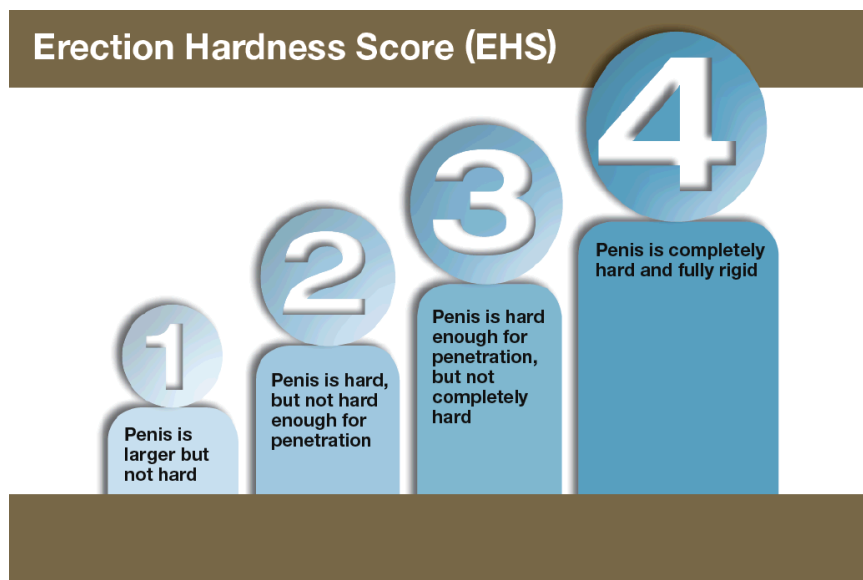 Erection Hardness Score (EHS)
1
Penis is
larger but
not hard
2
Penis is hard,
but not hard
enough for
penetration
3
Penis is hard
enough for
penetration,
but not
completely
hard
4
Penis is completely
hard and fully rigid